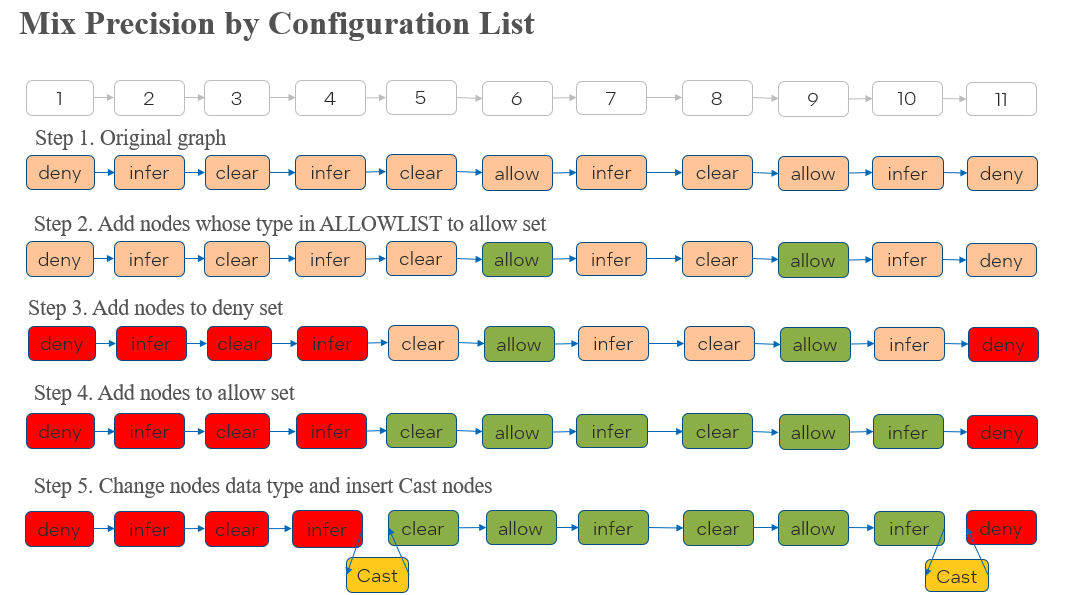 Mix Precision by Configuration List
1 2 3 4 5 6 7 8 9 10 11
Step 1. Original graph
deny infer clear infer clear allow infer clear allow infer deny
Step 2. Add nodes whose type in ALLOWLIST to allow set
deny infer clear infer clear allow infer clear allow infer deny
Step 3. Add nodes to deny set
deny infer clear infer clear allow infer clear allow infer deny
Step 4. Add nodes to allow set
deny infer clear infer clear allow infer clear allow infer deny
Step 5. Change nodes data type and insert Cast nodes
deny infer clear infer clear allow infer clear allow infer deny
Cast Cast